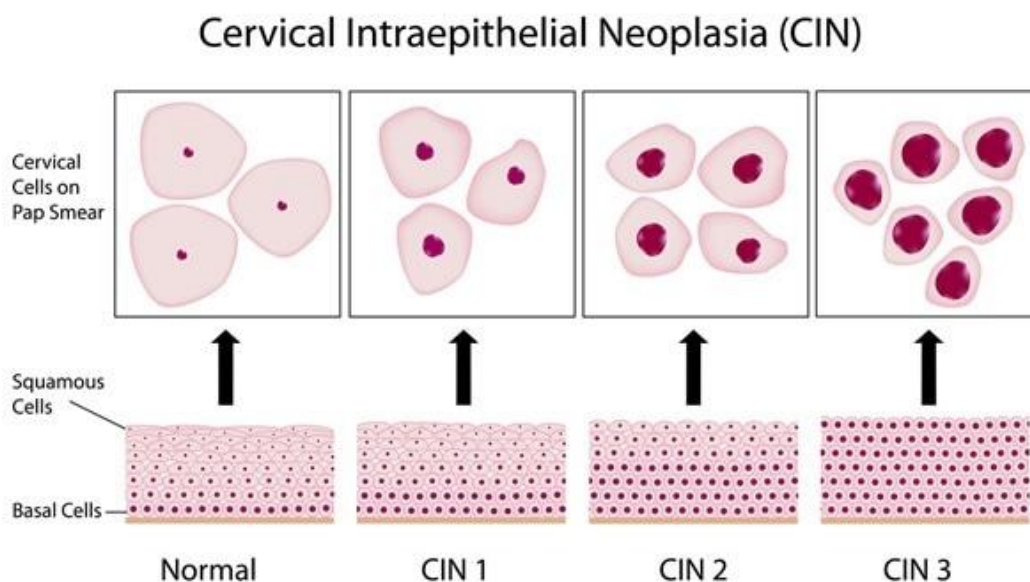 Cervical Intraepithelial Neoplasia (CIN)
Cervical
Cells on
Pap Smear
Squamous
Cells
Basal Cells
Normal
CIN 1
CIN 2
CIN 3